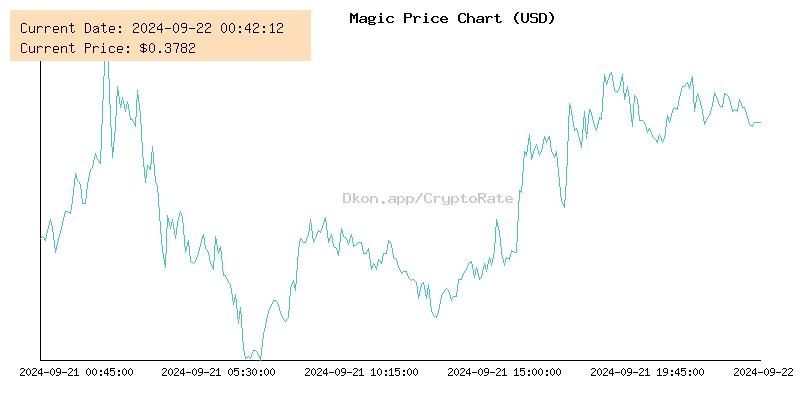 Magic Price Chart (USD)
Current Date: 2024-09-22 00:42:12
Current Price: $0.3782
Dkon.app/CryptoRate
2024-09-21 00:45:00 2024-09-21 05:30:00 2024-09-21 10:15:00 2024-09-21 15:00:00 2024-09-21 19:45:00 2024-09-22